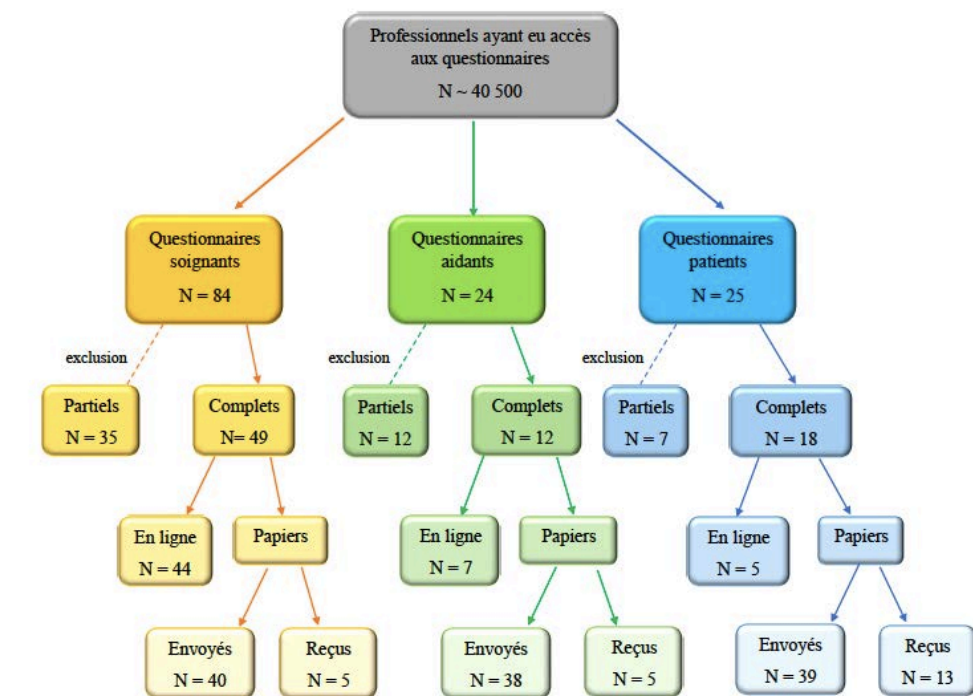 Professionnels ayant eu accès
aux questionnaires
N ~ 40 500
Questionnaires
soignants
N = 84
Questionnaires
aidants
N = 24
Questionnaires
patients
N = 25
exclusion
exclusion
exclusion
Partiels
N = 35
Complets
N= 49
Partiels
N = 12
Complets
N = 12
Partiels
N = 7
Complets
N = 18
En ligne
N = 44
Papiers
En ligne
N = 7
Papiers
En ligne
N = 5
Papiers
Envoyés
N = 40
Reçus
N = 5
Envoyés
N = 38
Reçus
N = 5
Envoyés
N = 39
Reçus
N = 13